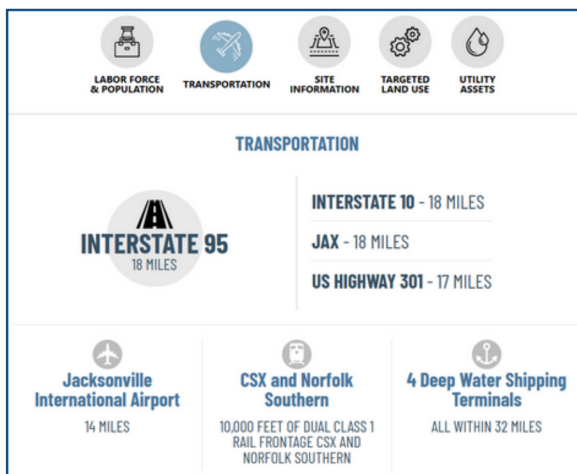 LABOR FORCE
& POPULATION
TRANSPORTATION
SITE
INFORMATION
TARGETED
LAND USE
UTILITY
ASSETS
TRANSPORTATION
INTERSTATE 95
18 MILES
INTERSTATE 10 - 18 MILES
JAX - 18 MILES
US HIGHWAY 301 - 17 MILES
Jacksonville
International Airport
14 MILES
CSX and Norfolk
Southern
10,000 FEET OF DUAL CLASS 1
RAIL FRONTAGE CSX AND
NORFOLK SOUTHERN
4 Deep Water Shipping
Terminals
ALL WITHIN 32 MILES